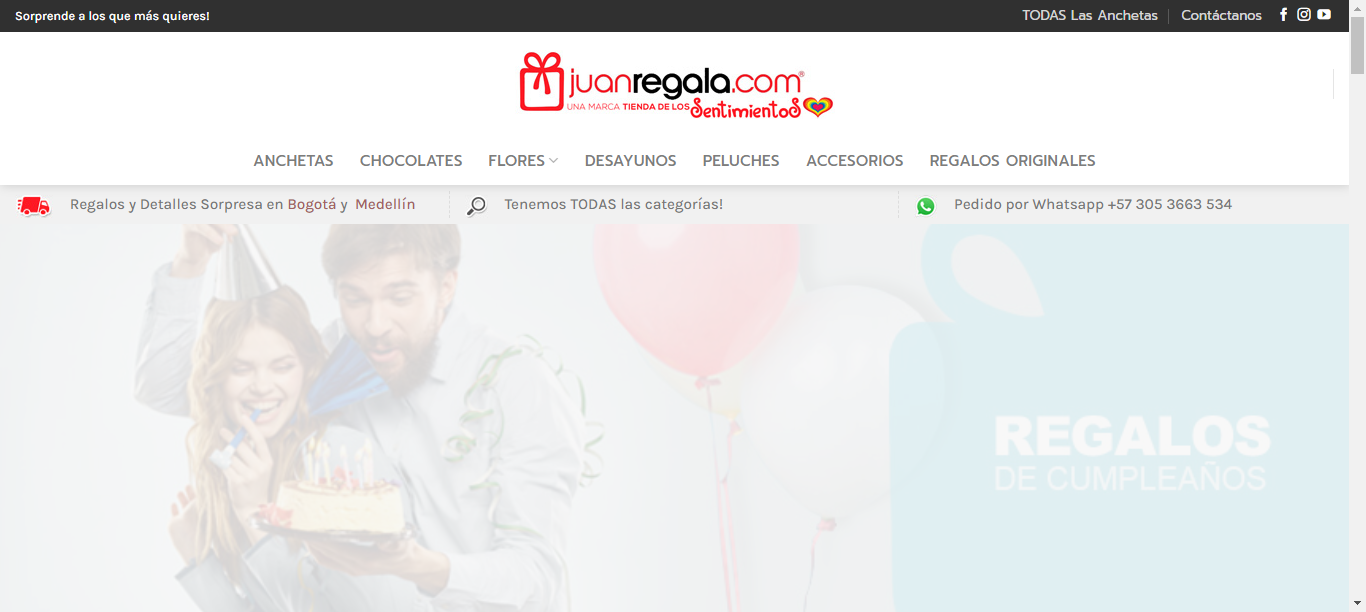 Sorprende a los que más quieres!
TODAS Las Anchetas
Contáctanos
juanregala.com®
UNA MARCA TIENDA DE LOS SentimientoS
ANCHETAS
CHOCOLATES
FLORES
DESAYUNOS
PELUCHES
ACCESORIOS
REGALOS ORIGINALES
Regalos y Detalles Sorpresa en Bogotá y Medellín
Tenemos TODAS las categorías!
Pedido por Whatsapp +57 305 3663 534
REGALOS
DE CUMPLEAÑOS